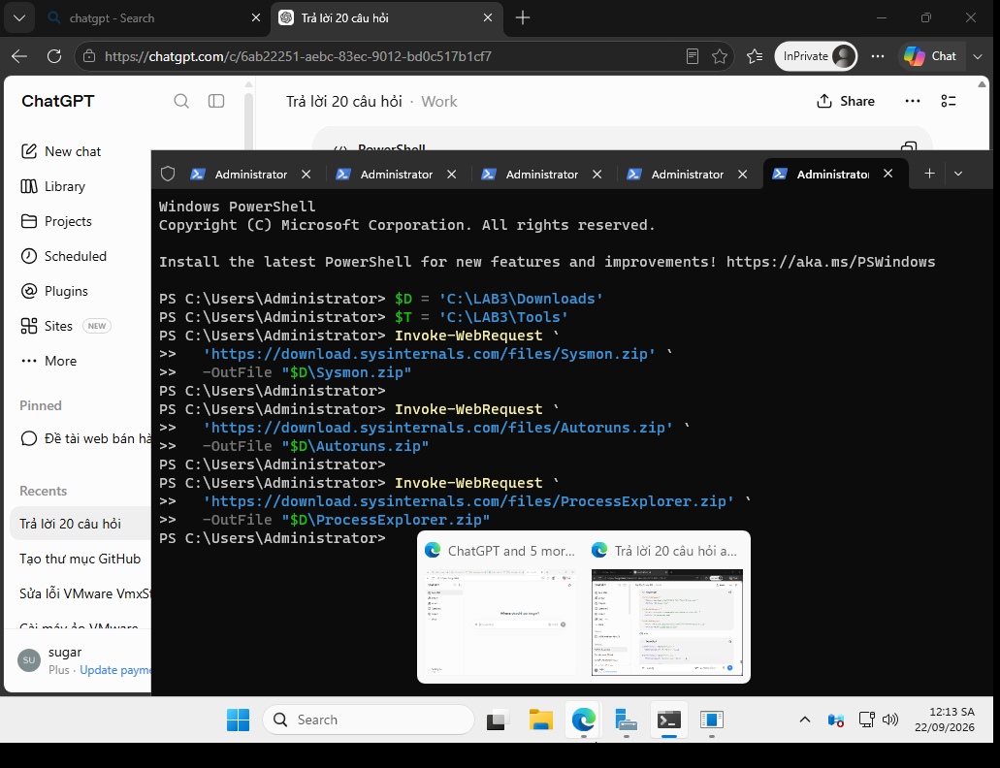 chatgpt - Search
Trả lời 20 câu hỏi
https://chatgpt.com/c/6ab22251-aebc-83ec-9012-bd0c517b1cf7
InPrivate
Chat
ChatGPT
Trả lời 20 câu hỏi · Work
Share
New chat
Library
Projects
Scheduled
Plugins
Sites NEW
More
Pinned
Đề tài web bán hà
Recents
Trả lời 20 câu hỏi
Tạo thư mục GitHub
Sửa lỗi VMware VmxSt
Cài máy ảo VMware
SU
sugar
Plus · Update payme
PowerShell
Administrator
Administrator
Administrator
Administrator
Administrator
Windows PowerShell
Copyright (C) Microsoft Corporation. All rights reserved.
Install the latest PowerShell for new features and improvements! https://aka.ms/PSWindows
PS C:\Users\Administrator> $D = 'C:\LAB3\Downloads'
PS C:\Users\Administrator> $T = 'C:\LAB3\Tools'
PS C:\Users\Administrator> Invoke-WebRequest `
>>   'https://download.sysinternals.com/files/Sysmon.zip' `
>>   -OutFile "$D\Sysmon.zip"
PS C:\Users\Administrator>
PS C:\Users\Administrator> Invoke-WebRequest `
>>   'https://download.sysinternals.com/files/Autoruns.zip' `
>>   -OutFile "$D\Autoruns.zip"
PS C:\Users\Administrator>
PS C:\Users\Administrator> Invoke-WebRequest `
>>   'https://download.sysinternals.com/files/ProcessExplorer.zip' `
>>   -OutFile "$D\ProcessExplorer.zip"
PS C:\Users\Administrator>
ChatGPT and 5 mor...
Trả lời 20 câu hỏi a...
Search
12:13 SA
22/09/2026